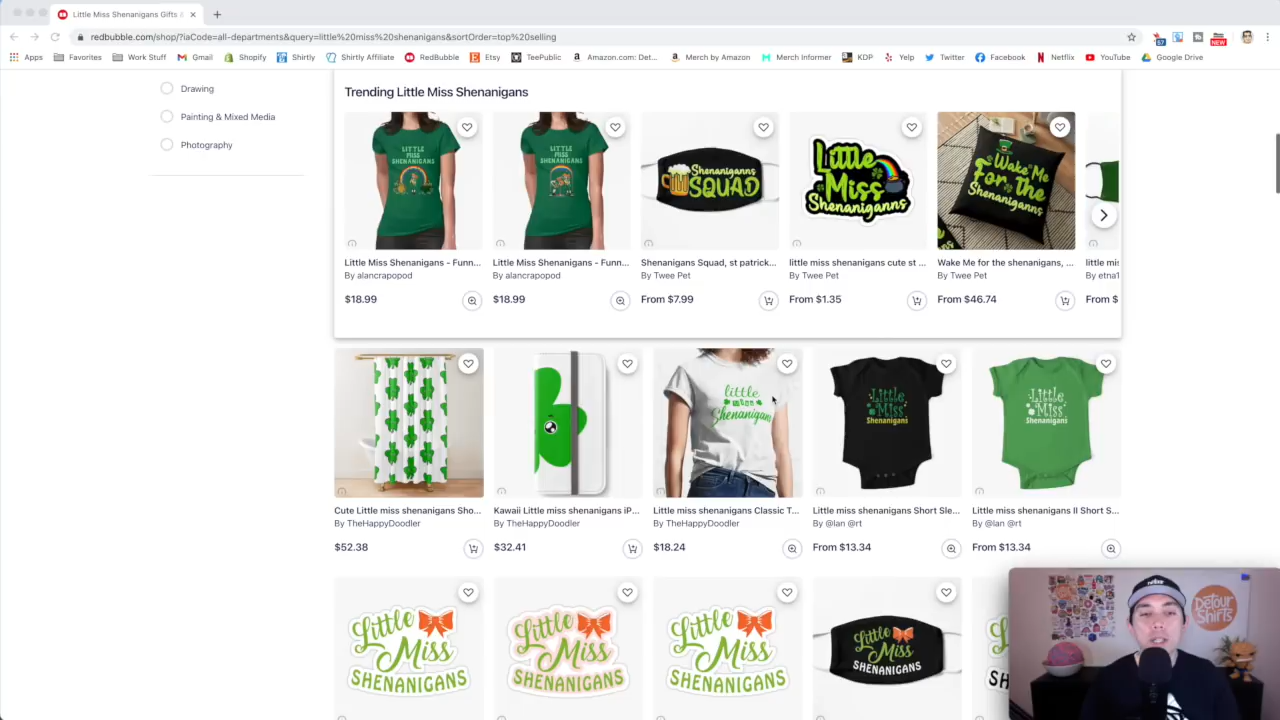 Little Miss Shenanigans Gifts &
redbubble.com/shop/?iaCode=all-departments&query=little%20miss%20shenanigans&sortOrder=top%20selling
Apps Favorites Work Stuff Gmail Shopify Shirtly Shirtly Affiliate RedBubble Etsy TeePublic Amazon.com: Det... Merch by Amazon Merch Informer KDP Yelp Twitter Facebook Netflix YouTube Google Drive
57
NEW
Drawing
Painting & Mixed Media
Photography
Trending Little Miss Shenanigans
LITTLE
MISS
SHENANIGANS
LITTLE
MISS
SHENANIGANS
Shenanigans
SQUAD
Little
Miss
Shenanigans
Wake Me
For the
Shenanigans
Little Miss Shenanigans - Funn...
By alancrapopod
$18.99
Little Miss Shenanigans - Funn...
By alancrapopod
$18.99
Shenanigans Squad, st patrick...
By Twee Pet
From $7.99
little miss shenanigans cute st ...
By Twee Pet
From $1.35
Wake Me for the shenanigans, ...
By Twee Pet
From $46.74
little mis
By etna1
From $
little
miss
Shenanigans
Little
Miss
Shenanigans
Little
Miss
Shenanigans
Cute Little miss shenanigans Sho...
By TheHappyDoodler
$52.38
Kawaii Little miss shenanigans iP...
By TheHappyDoodler
$32.41
Little miss shenanigans Classic T...
By TheHappyDoodler
$18.24
Little miss shenanigans Short Sle...
By @lan @rt
From $13.34
Little miss shenanigans II Short S...
By @lan @rt
From $13.34
Little
Miss
SHENANIGANS
Little
Miss
SHENANIGANS
Little
Miss
SHENANIGANS
Little
Miss
SHENANIGANS
DETOUR
SHIRTS